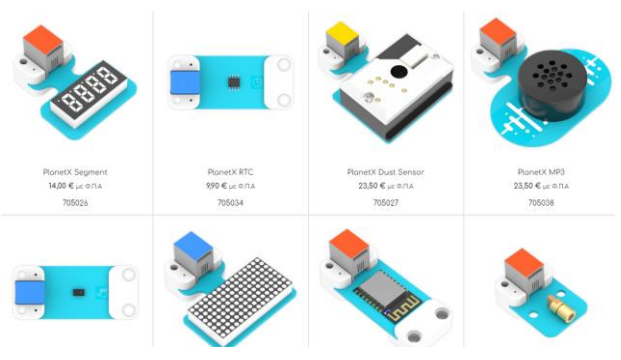 PlanetX Segment
14,00 € με Φ.Π.Α
705026
PlanetX RTC
9,90 € με Φ.Π.Α
705034
PlanetX Dust Sensor
23,50 € με Φ.Π.Α
705027
PlanetX MP3
23,50 € με Φ.Π.Α
705038